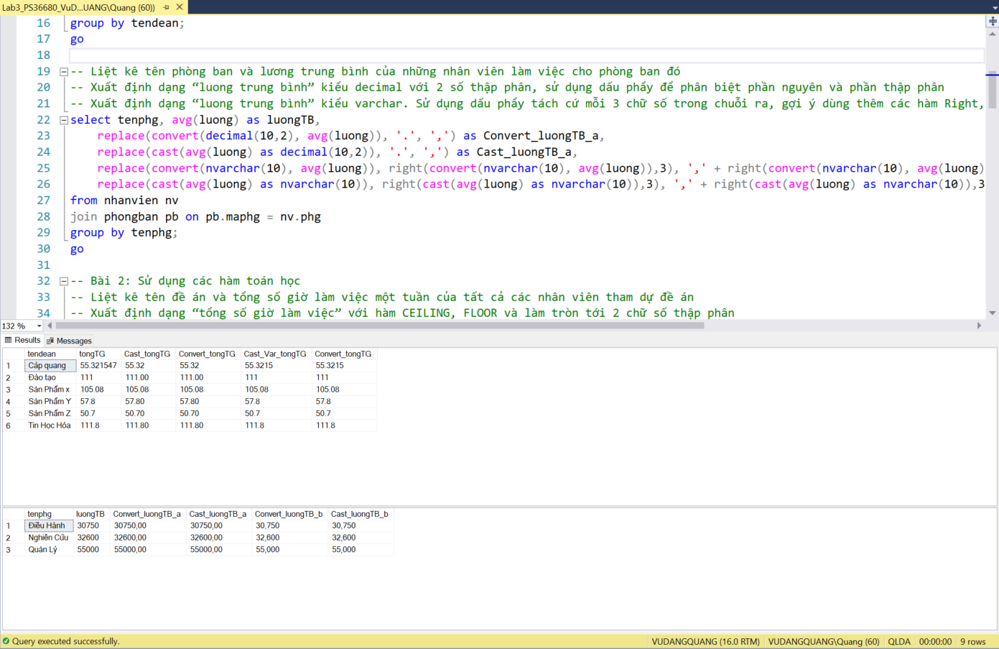 Lab3_PS36680_VuD...UANG\Quang (60))
16 group by tendean;
17 go
18
19 -- Liệt kê tên phòng ban và lương trung bình của những nhân viên làm việc cho phòng ban đó
20 -- Xuất định dạng “luong trung bình” kiểu decimal với 2 số thập phân, sử dụng dấu phẩy để phân biệt phần nguyên và phần thập phân
21 -- Xuất định dạng “luong trung bình” kiểu varchar. Sử dụng dấu phẩy tách cứ mỗi 3 chữ số trong chuỗi ra, gợi ý dùng thêm các hàm Right,
22 select tenphg, avg(luong) as luongTB,
23 replace(convert(decimal(10,2), avg(luong)), '.', ',') as Convert_luongTB_a,
24 replace(cast(avg(luong) as decimal(10,2)), '.', ',') as Cast_luongTB_a,
25 replace(convert(nvarchar(10), avg(luong)), right(convert(nvarchar(10), avg(luong)),3), ',' + right(convert(nvarchar(10), avg(luong)
26 replace(cast(avg(luong) as nvarchar(10)), right(cast(avg(luong) as nvarchar(10)),3), ',' + right(cast(avg(luong) as nvarchar(10)),3
27 from nhanvien nv
28 join phongban pb on pb.maphg = nv.phg
29 group by tenphg;
30 go
31
32 -- Bài 2: Sử dụng các hàm toán học
33 -- Liệt kê tên đề án và tổng số giờ làm việc một tuần của tất cả các nhân viên tham dự đề án
34 -- Xuất định dạng “tổng số giờ làm việc” với hàm CEILING, FLOOR và làm tròn tới 2 chữ số thập phân
132 %
Results Messages
tendean tongTG Cast_tongTG Convert_tongTG Cast_Var_tongTG Convert_tongTG
1 Cáp quang 55.321547 55.32 55.32 55.3215 55.3215
2 Đào tạo 111 111.00 111.00 111 111
3 Sản Phẩm x 105.08 105.08 105.08 105.08 105.08
4 Sản Phẩm Y 57.8 57.80 57.80 57.8 57.8
5 Sản Phẩm Z 50.7 50.70 50.70 50.7 50.7
6 Tin Học Hóa 111.8 111.80 111.80 111.8 111.8
tenphg luongTB Convert_luongTB_a Cast_luongTB_a Convert_luongTB_b Cast_luongTB_b
1 Điều Hành 30750 30750,00 30750,00 30,750 30,750
2 Nghiên Cứu 32600 32600,00 32600,00 32,600 32,600
3 Quản Lý 55000 55000,00 55000,00 55,000 55,000
Query executed successfully. VUDANGQUANG (16.0 RTM) VUDANGQUANG\Quang (60) QLDA 00:00:00 9 rows